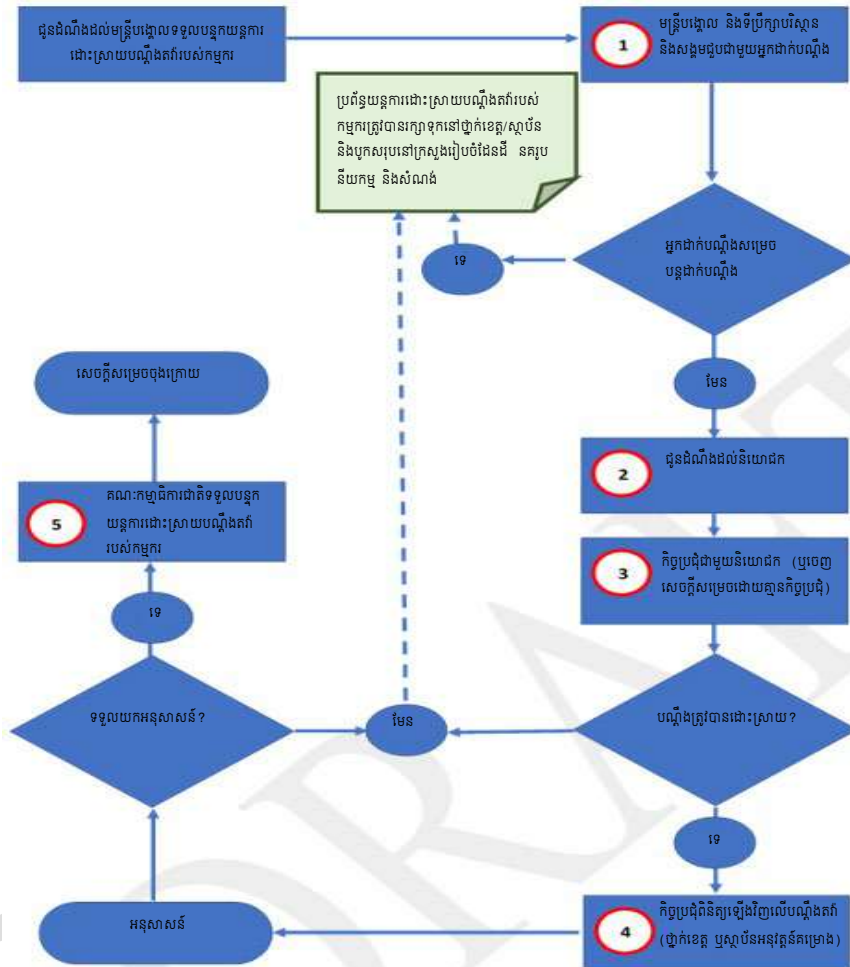 ជូនដំណឹងដល់មន្ត្រីបង្គោលទទួលបន្ទុកយន្តការ
ដោះស្រាយបណ្តឹងតវ៉ារបស់កម្មករ
1
មន្ត្រីបង្គោល និងទីប្រឹក្សាបរិស្ថាន
និងសង្គមជួបជាមួយអ្នកដាក់បណ្តឹង
ប្រព័ន្ធយន្តការដោះស្រាយបណ្តឹងតវ៉ារបស់
កម្មករត្រូវបានរក្សាទុកនៅថ្នាក់ខេត្ត/ស្ថាប័ន
និងបូកសរុបនៅក្រសួងរៀបចំដែនដី នគរូប
នីយកម្ម និងសំណង់
អ្នកដាក់បណ្តឹងសម្រេច
បន្តដាក់បណ្តឹង
ទេ
មែន
2
ជូនដំណឹងដល់និយោជក
3
កិច្ចប្រជុំជាមួយនិយោជក (ឬចេញ
សេចក្តីសម្រេចដោយគ្មានកិច្ចប្រជុំ)
បណ្តឹងត្រូវបានដោះស្រាយ?
មែន
ទេ
4
កិច្ចប្រជុំពិនិត្យឡើងវិញលើបណ្តឹងតវ៉ា
(ថ្នាក់ខេត្ត ឬស្ថាប័នអនុវត្តន៍គម្រោង)
អនុសាសន៍
ទទួលយកអនុសាសន៍?
ទេ
5
គណៈកម្មាធិការជាតិទទួលបន្ទុក
យន្តការដោះស្រាយបណ្តឹងតវ៉ា
របស់កម្មករ
សេចក្តីសម្រេចចុងក្រោយ